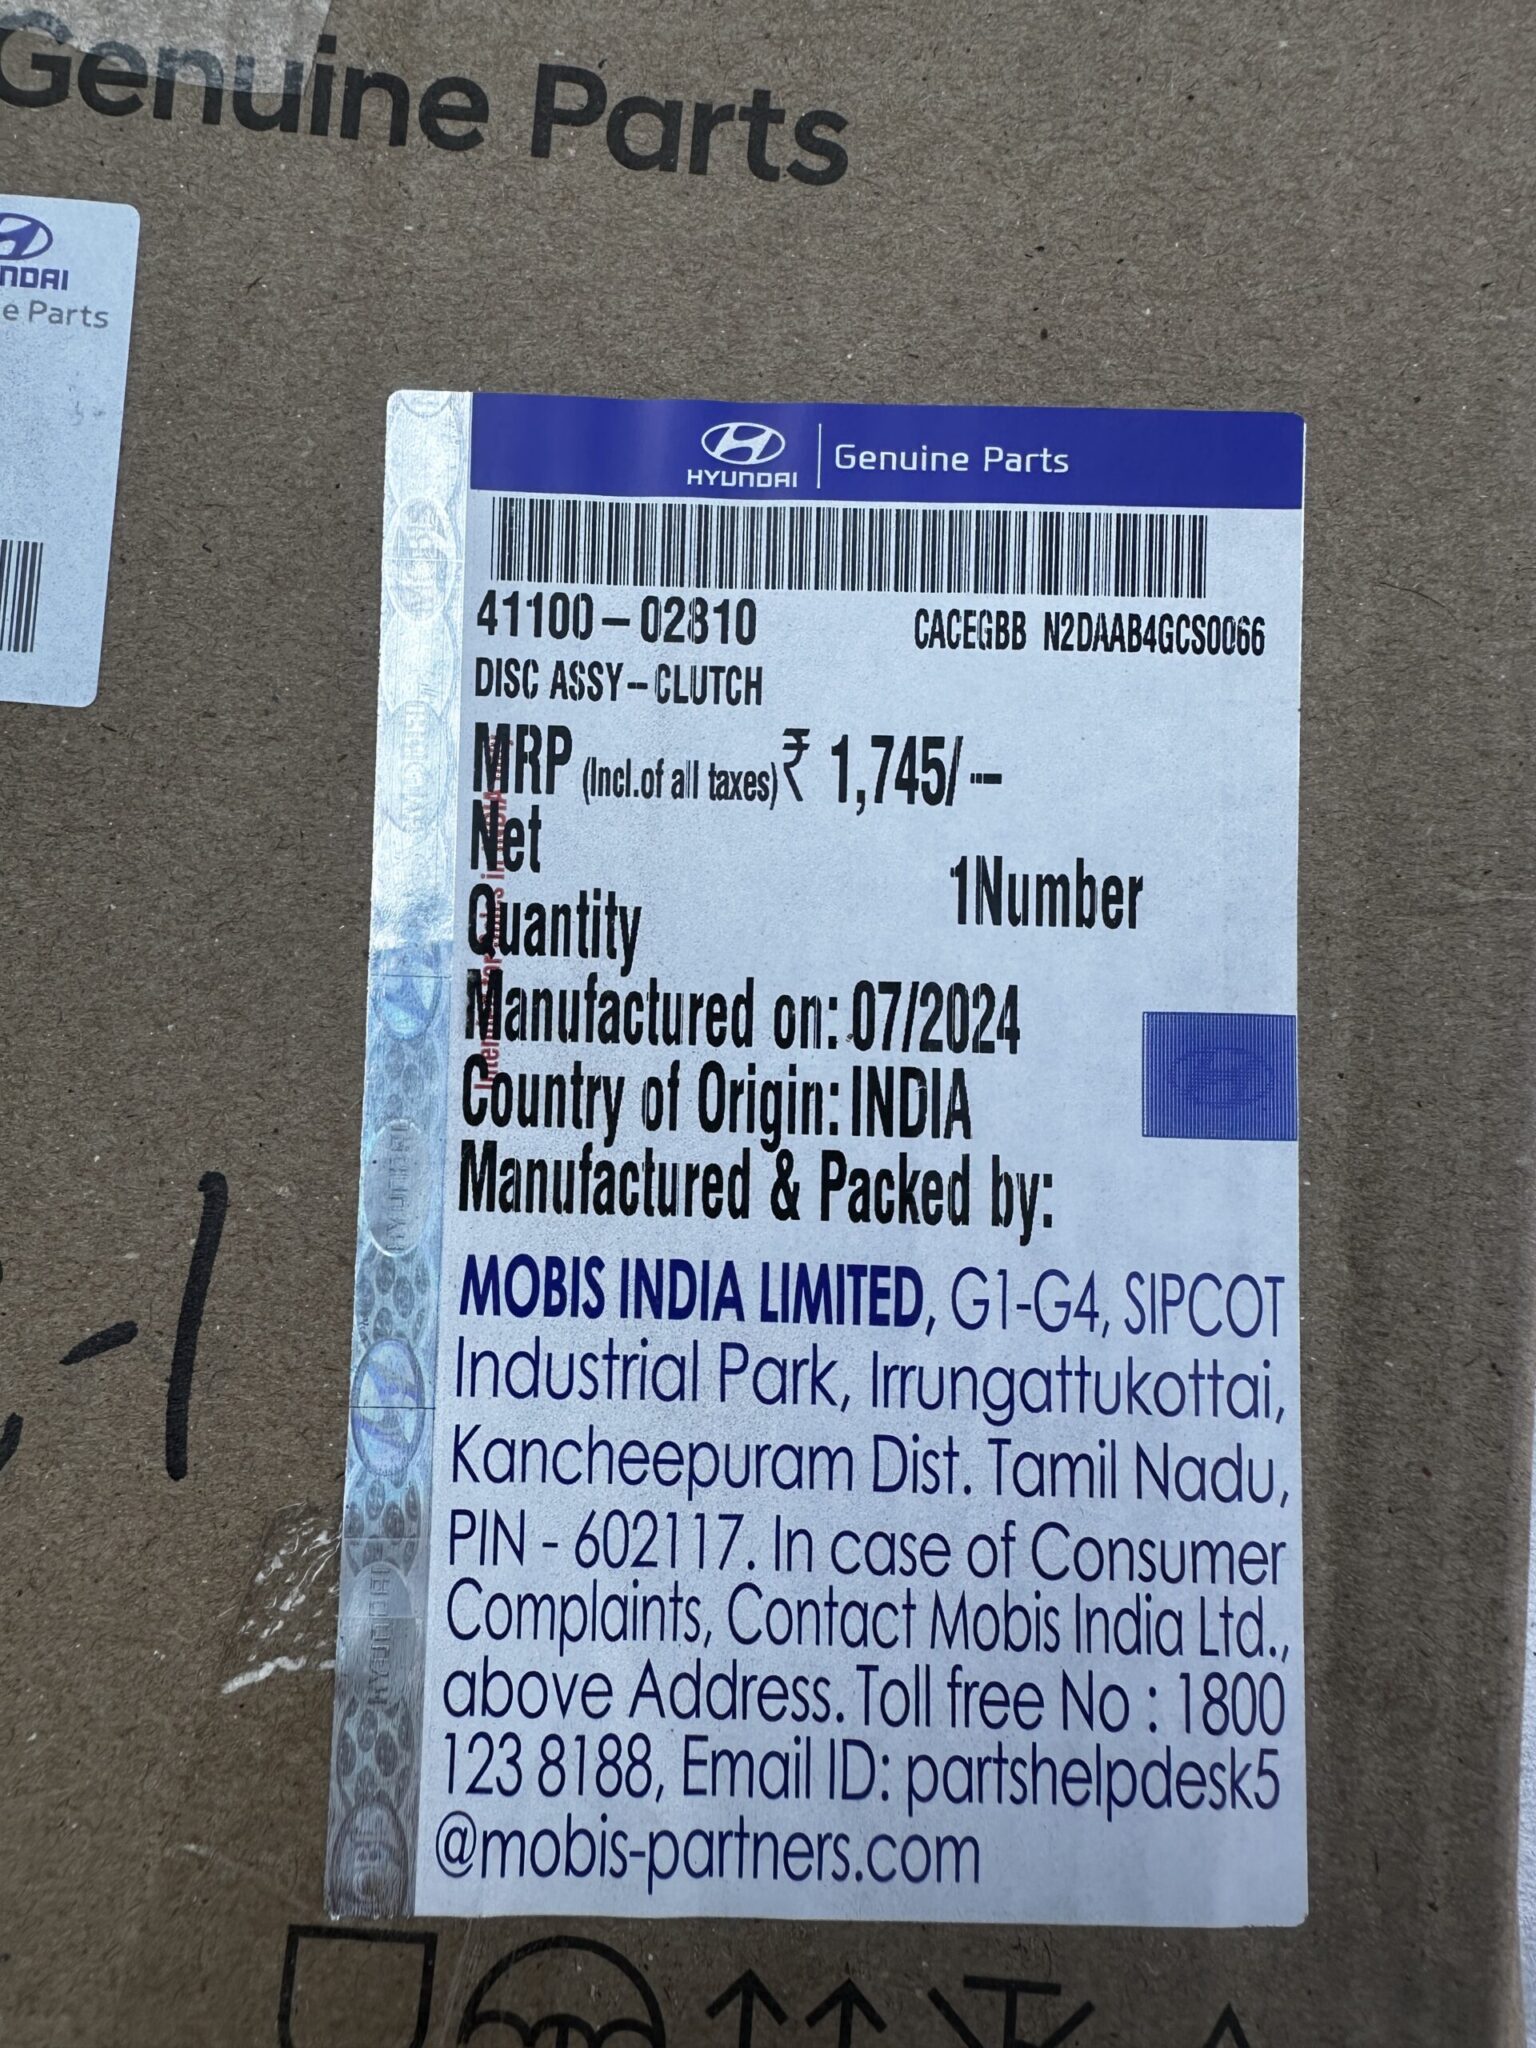 Genuine Parts
HYUNDAI
Genuine Parts
41100-02810
CACEGBB N2DAAB4GCS0066
DISC ASSY-CLUTCH
MRP (Incl.of all taxes) ₹ 1,745/--
Net
Quantity
1Number
Manufactured on: 07/2024
Country of Origin: INDIA
Manufactured & Packed by:
MOBIS INDIA LIMITED, G1-G4, SIPCOT
Industrial Park, Irrungattukottai,
Kancheepuram Dist. Tamil Nadu,
PIN - 602117. In case of Consumer
Complaints, Contact Mobis India Ltd.,
above Address. Toll free No : 1800
123 8188, Email ID: partshelpdesk5
@mobis-partners.com
NDAI
e Parts
-1
HYUNDAI
HYUNDAI